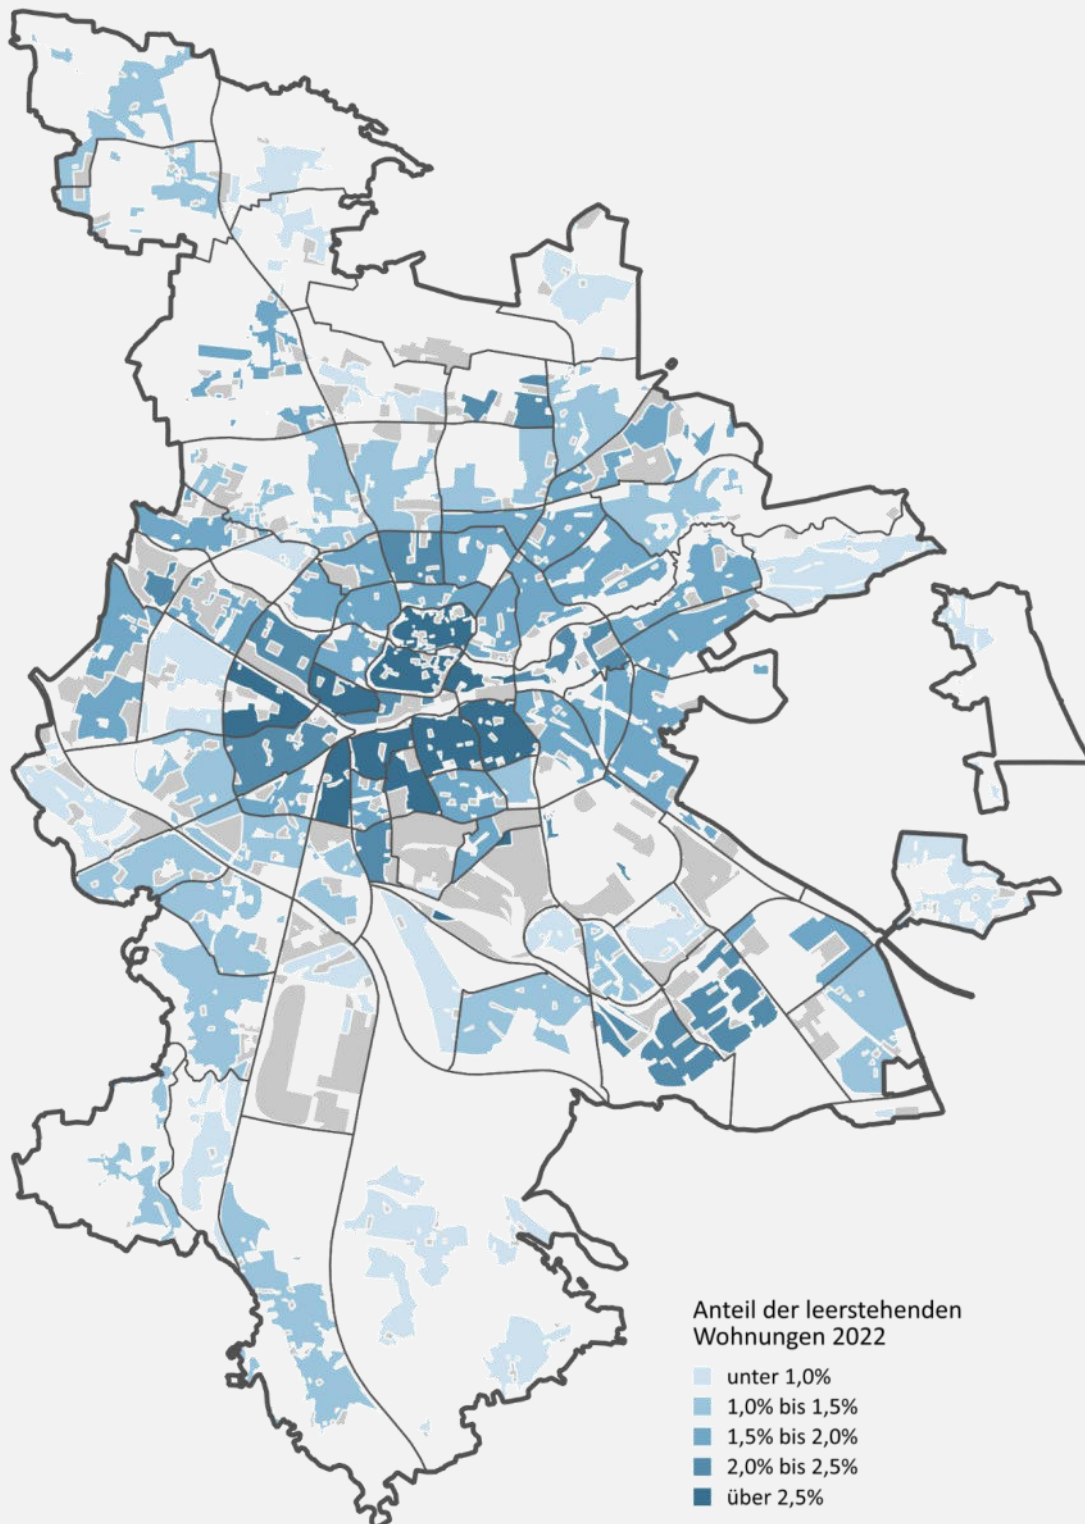 Anteil der leerstehenden
Wohnungen 2022
unter 1,0%
1,0% bis 1,5%
1,5% bis 2,0%
2,0% bis 2,5%
über 2,5%